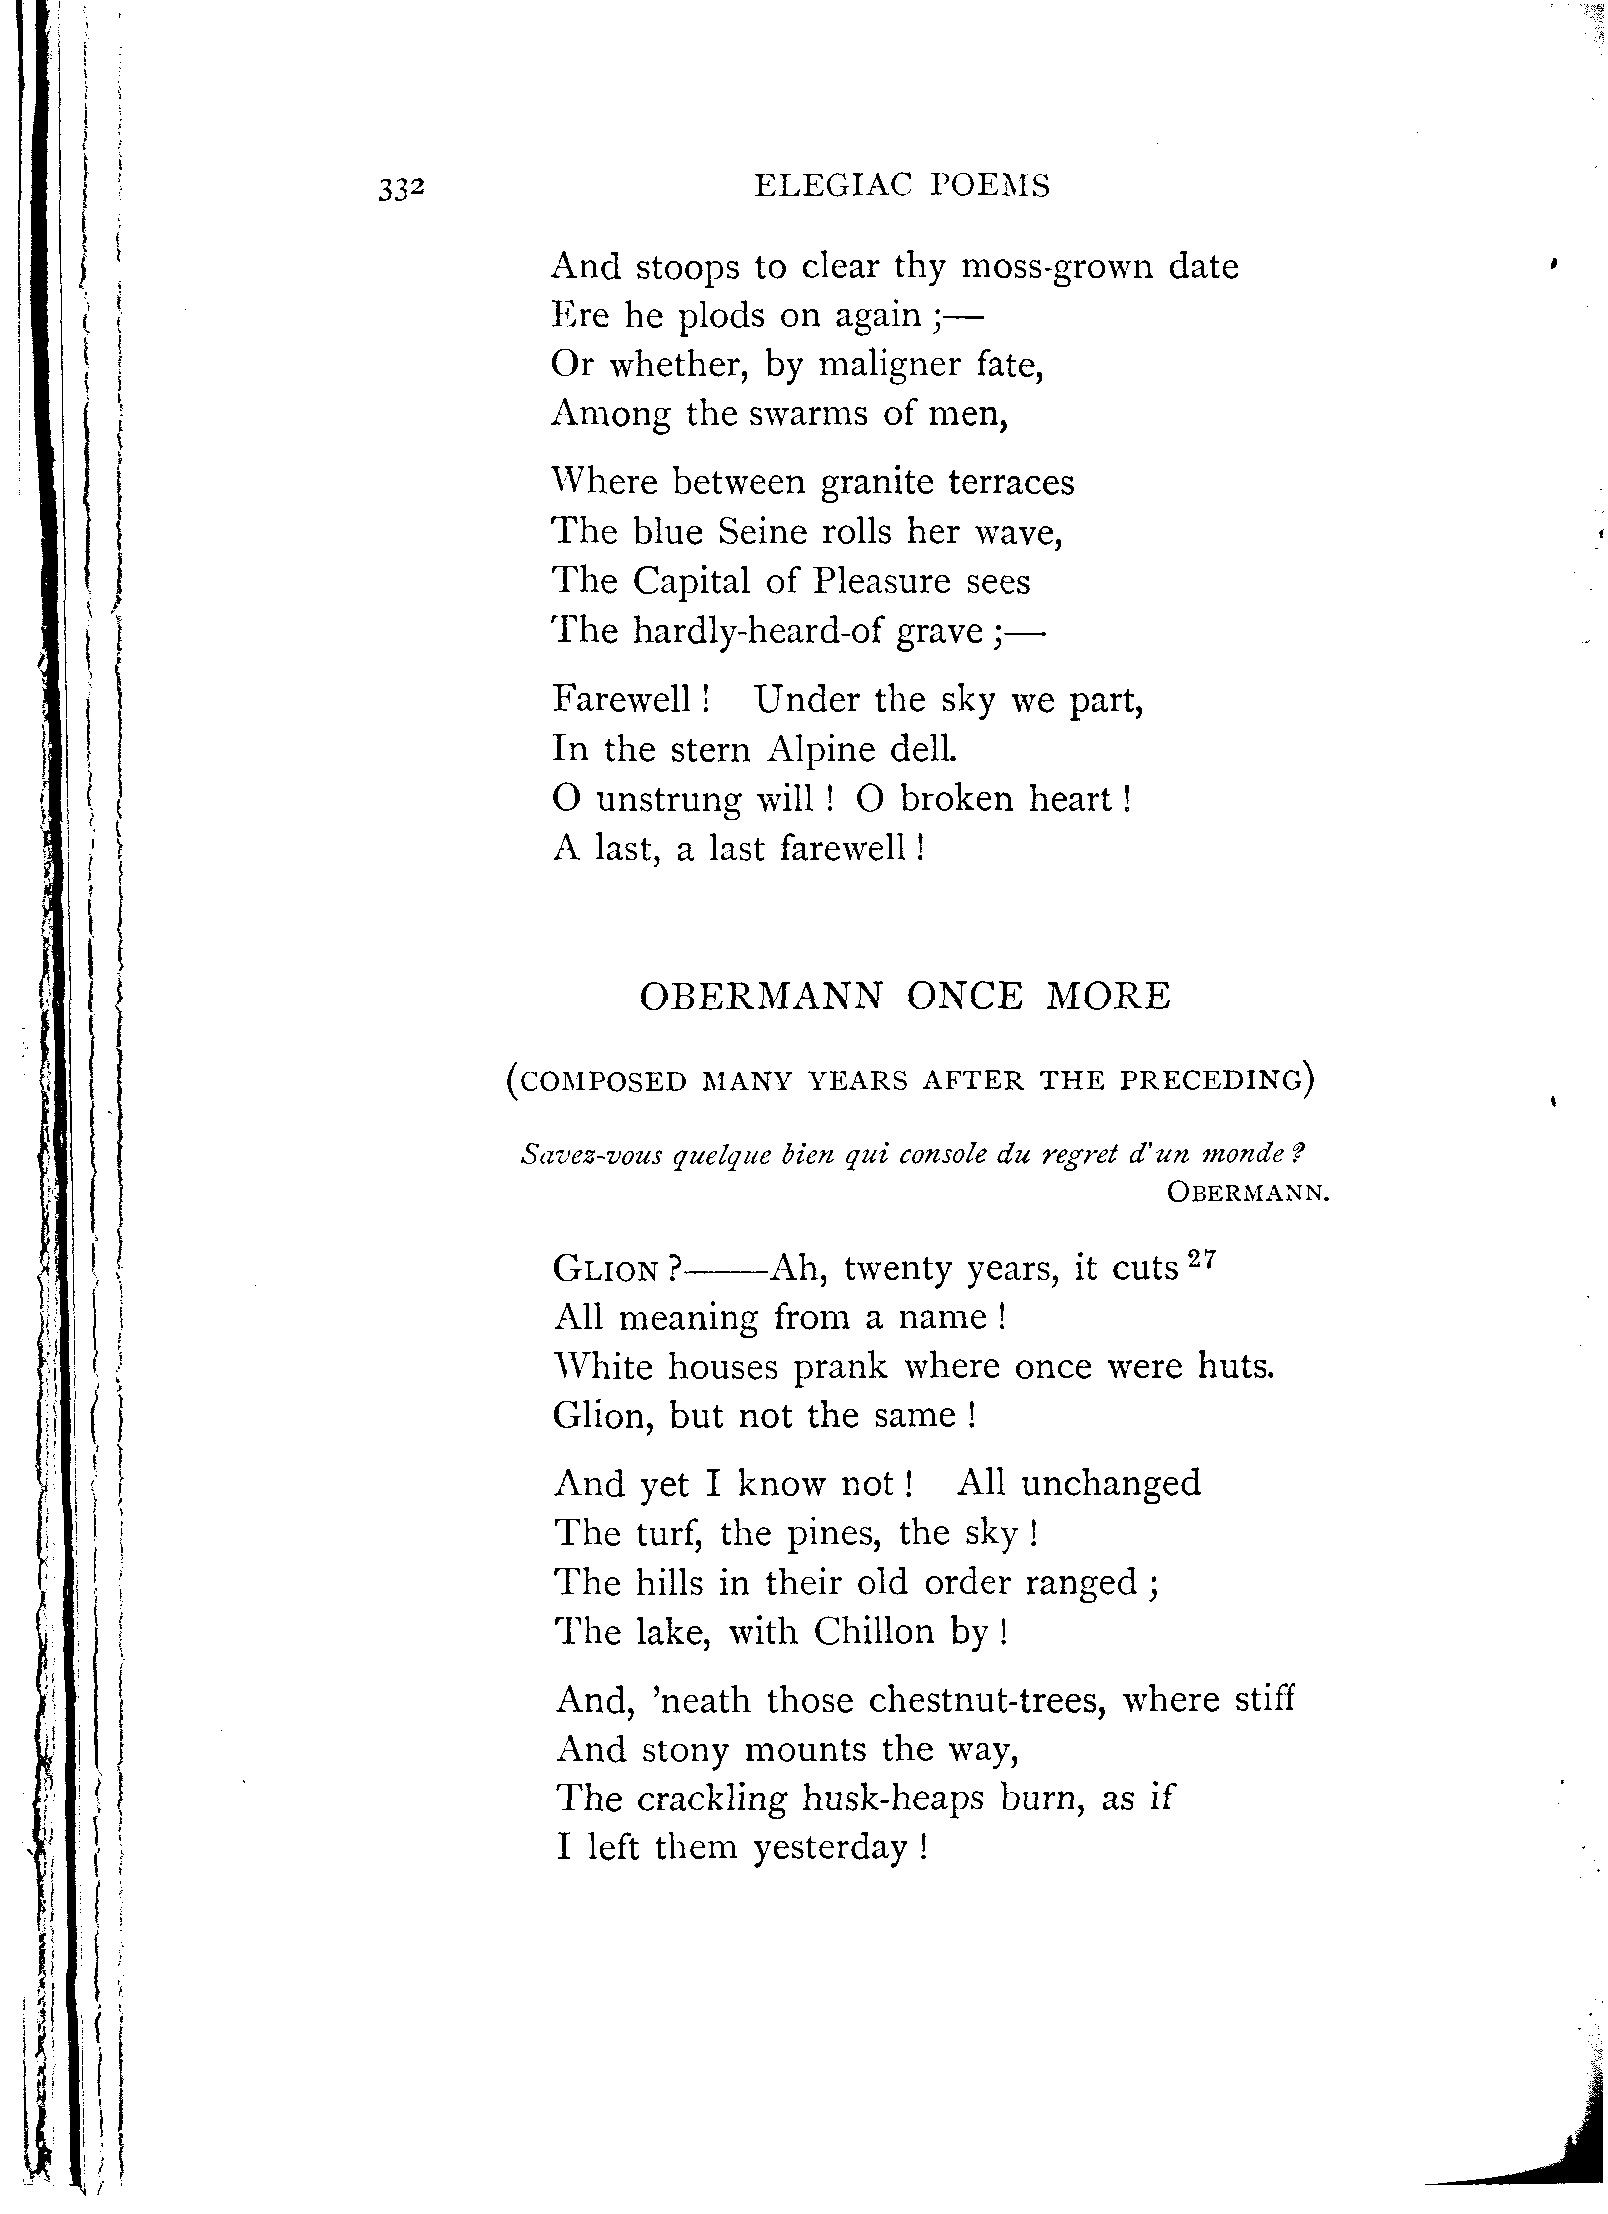 332 ELEGIAC POEMS
And stoops to clear thy moss-grown date
Ere he plods on again ;—
Or whether, by maligner fate,
Among the swarms of men,
Where between granite terraces
The blue Seine rolls her wave,
The Capital of Pleasure sees
The hardly-heard-of grave ;—
Farewell ! Under the sky we part,
In the stern Alpine dell.
O unstrung will ! O broken heart !
A last, a last farewell !
OBERMANN ONCE MORE
(COMPOSED MANY YEARS AFTER THE PRECEDING)
Savez-vous quelque bien qui console du regret d'un monde ?
OBERMANN.
GLION ?——Ah, twenty years, it cuts 27
All meaning from a name !
White houses prank where once were huts.
Glion, but not the same !
And yet I know not ! All unchanged
The turf, the pines, the sky !
The hills in their old order ranged ;
The lake, with Chillon by !
And, 'neath those chestnut-trees, where stiff
And stony mounts the way,
The crackling husk-heaps burn, as if
I left them yesterday !